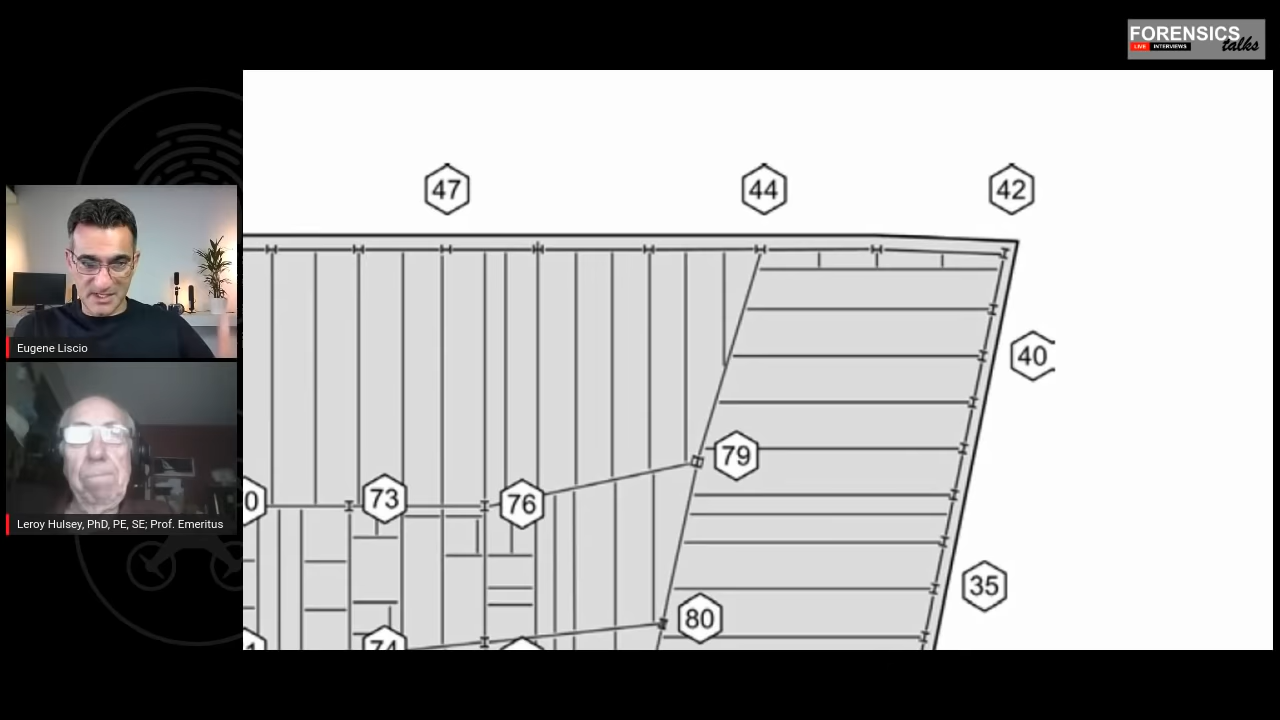 FORENSICS
LIVE INTERVIEWS talks
47
44
42
40
Eugene Liscio
79
73
76
Leroy Hulsey, PhD, PE, SE; Prof. Emeritus
35
80
74